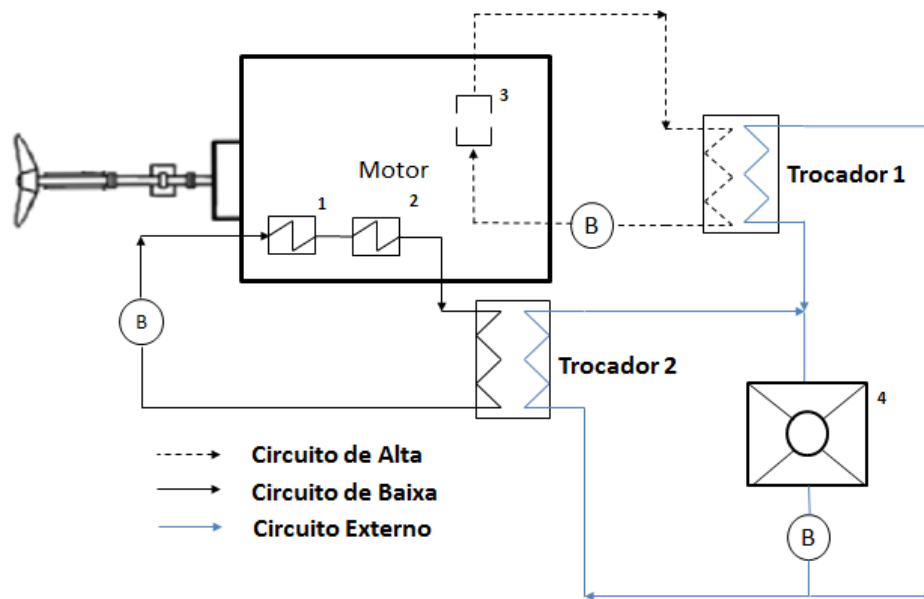 3
Motor
Trocador 1
1
2
B
B
Trocador 2
4
Circuito de Alta
Circuito de Baixa
Circuito Externo
B